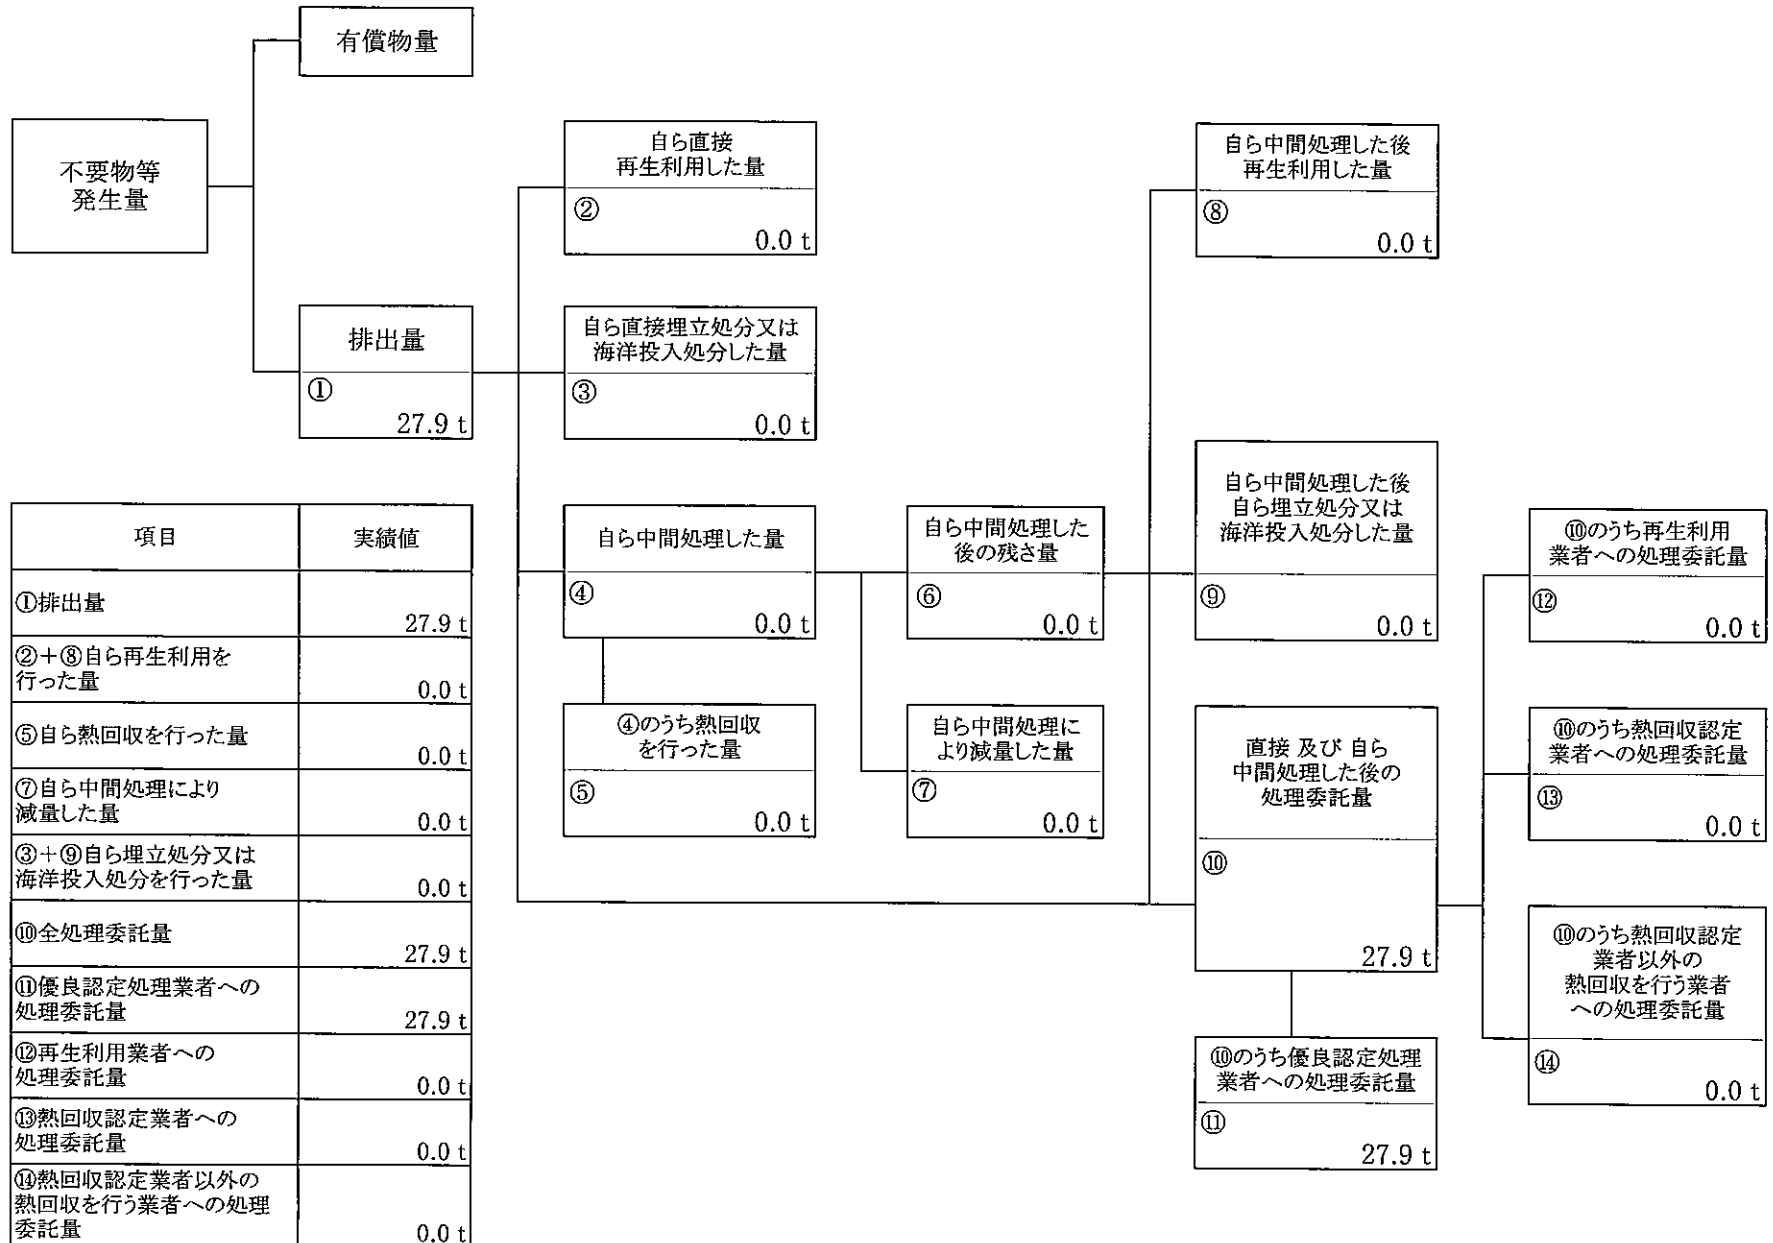 有償物量
不要物等
発生量
排出量
①
27.9 t
自ら直接
再生利用した量
②
0.0 t
自ら直接埋立処分又は
海洋投入処分した量
③
0.0 t
自ら中間処理した量
④
0.0 t
④のうち熱回収
を行った量
⑤
0.0 t
自ら中間処理した
後の残さ量
⑥
0.0 t
自ら中間処理に
より減量した量
⑦
0.0 t
自ら中間処理した後
再生利用した量
⑧
0.0 t
自ら中間処理した後
自ら埋立処分又は
海洋投入処分した量
⑨
0.0 t
直接 及び 自ら
中間処理した後の
処理委託量
⑩
27.9 t
⑩のうち優良認定処理
業者への処理委託量
⑪
27.9 t
⑩のうち再生利用
業者への処理委託量
⑫
0.0 t
⑩のうち熱回収認定
業者への処理委託量
⑬
0.0 t
⑩のうち熱回収認定
業者以外の
熱回収を行う業者
への処理委託量
⑭
0.0 t
項目 実績値
①排出量
27.9 t
②+⑧自ら再生利用を
行った量
0.0 t
⑤自ら熱回収を行った量
0.0 t
⑦自ら中間処理により
減量した量
0.0 t
③+⑨自ら埋立処分又は
海洋投入処分を行った量
0.0 t
⑩全処理委託量
27.9 t
⑪優良認定処理業者への
処理委託量
27.9 t
⑫再生利用業者への
処理委託量
0.0 t
⑬熱回収認定業者への
処理委託量
0.0 t
⑭熱回収認定業者以外の
熱回収を行う業者への処理
委託量
0.0 t